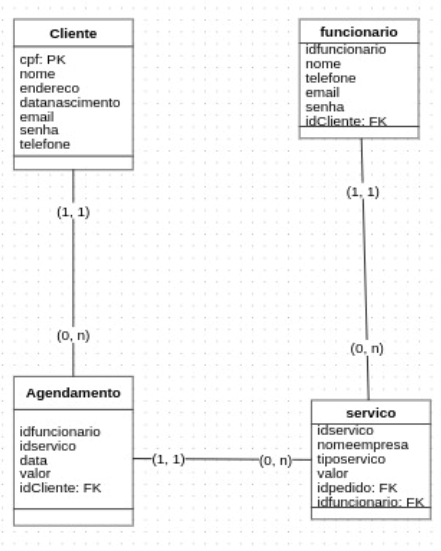 Cliente
cpf: PK
nome
endereco
datanascimento
email
senha
telefone
funcionario
idfuncionario
nome
telefone
email
senha
idCliente: FK
(1, 1)
(1, 1)
(0, n)
(0, n)
Agendamento
idfuncionario
idservico
data
valor
idCliente: FK
(1, 1)
(0, n)
servico
idservico
nomeempresa
tiposervico
valor
idpedido: FK
idfuncionario: FK